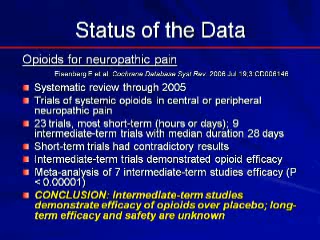 Status of the Data
Opioids for neuropathic pain
Eisenberg E et al. Cochrane Database Syst Rev. 2006 Jul 19;3:CD006146
Systematic review through 2005
Trials of systemic opioids in central or peripheral
neuropathic pain
23 trials, most short-term (hours or days); 9
intermediate-term trials with median duration 28 days
Short-term trials had contradictory results
Intermediate-term trials demonstrated opioid efficacy
Meta-analysis of 7 intermediate-term studies efficacy (P
< 0.00001)
CONCLUSION: Intermediate-term studies
demonstrate efficacy of opioids over placebo; long-
term efficacy and safety are unknown